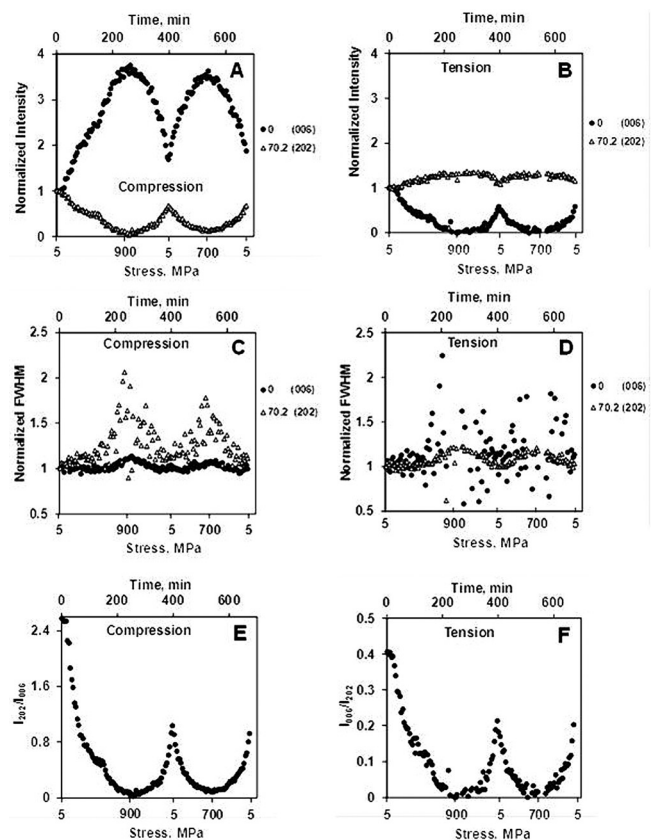 Time, min
0 200 400 600
4
3
2
1
0
Normalized Intensity
A
Compression
0 (006)
70.2 (202)
5 900 5 700 5
Stress. MPa
Time, min
0 200 400 600
4
3
2
1
0
Normalized Intensity
Tension
B
0 (006)
70.2 (202)
5 900 5 700 5
Stress. MPa
Time, min
0 200 400 600
2.5
2
1.5
1
0.5
Normalized FWHM
Compression
C
0 (006)
70.2 (202)
5 900 5 700 5
Stress. MPa
Time, min
0 200 400 600
2.5
2
1.5
1
0.5
Normalized FWHM
Tension
D
0 (006)
70.2 (202)
5 900 5 700 5
Stress. MPa
Time, min
0 200 400 600
2.4
1.6
0.8
0
I202/I006
Compression
E
5 900 5 700 5
Stress. MPa
Time, min
0 200 400 600
0.5
0.4
0.3
0.2
0.1
0
I006/I202
Tension
F
5 900 5 700 5
Stress. MPa